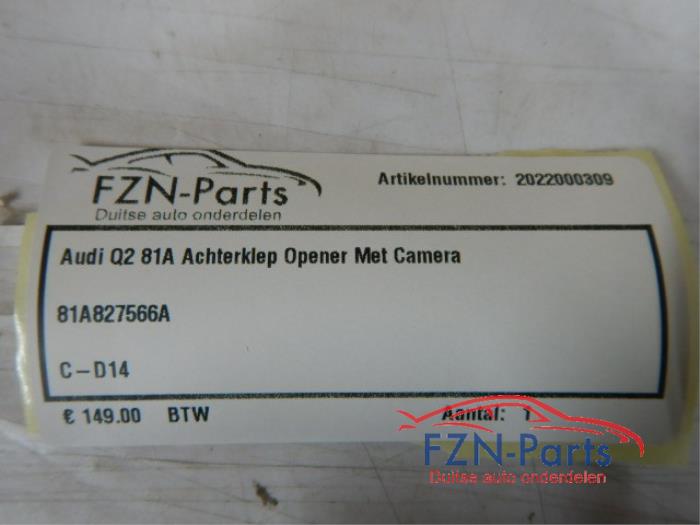 FZN-Parts
Duitse auto onderdelen
Artikelnummer: 2022000309
Audi Q2 81A Achterklep Opener Met Camera
81A827566A
C-D14
€ 149.00 BTW
Aantal: 1
FZN-Parts
Duitse auto onderdelen